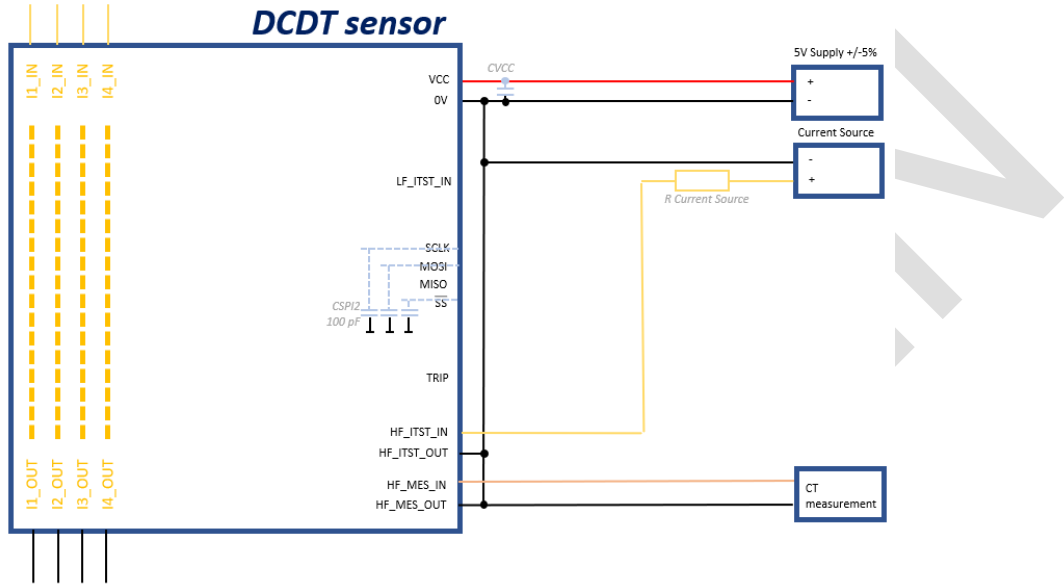 DCDT sensor
I1_IN
I2_IN
I3_IN
I4_IN
VCC
0V
CVCC
5V Supply +/-5%
+
-
Current Source
-
+
LF_ITST_IN
R Current Source
SCLK
MOSI
MISO
SS
CSPI2
100 pF
TRIP
HF_ITST_IN
HF_ITST_OUT
HF_MES_IN
HF_MES_OUT
CT
measurement
I1_OUT
I2_OUT
I3_OUT
I4_OUT